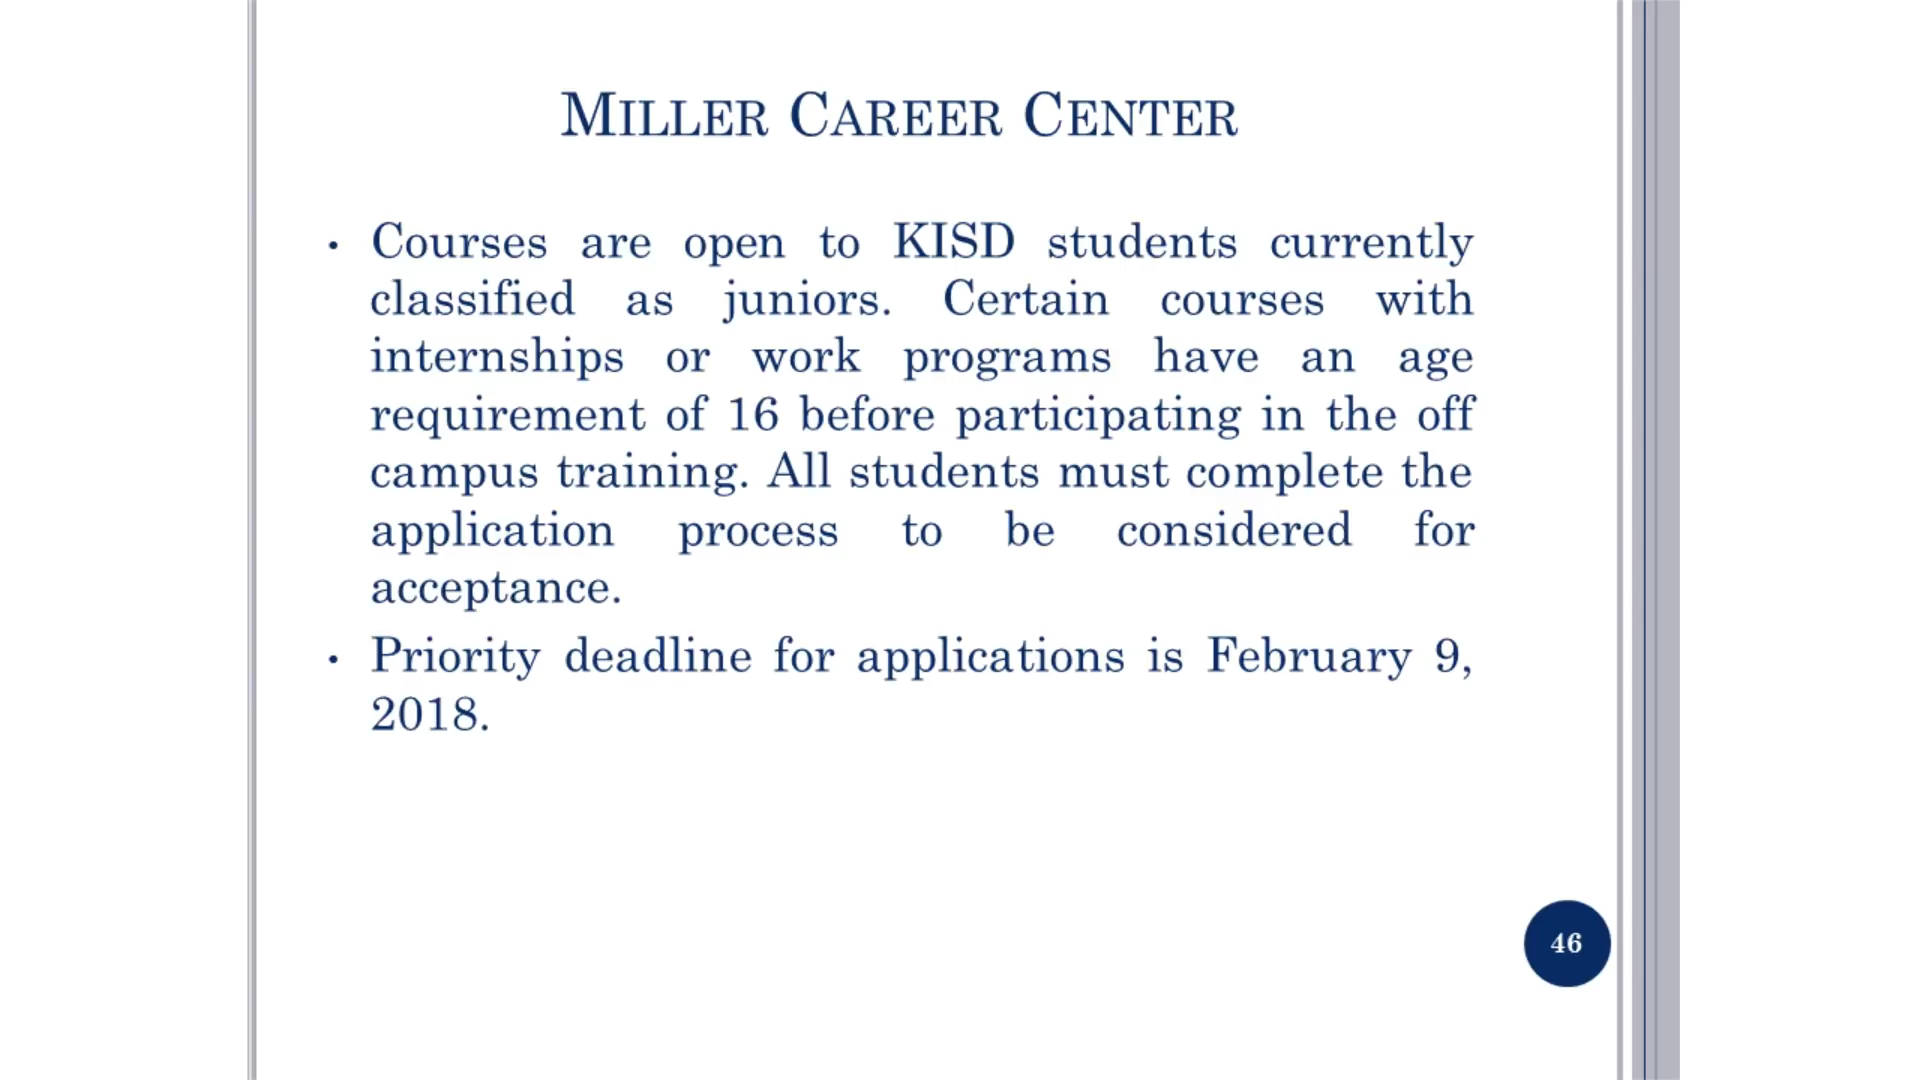 MILLER CAREER CENTER
• Courses are open to KISD students currently
classified as juniors. Certain courses with
internships or work programs have an age
requirement of 16 before participating in the off
campus training. All students must complete the
application process to be considered for
acceptance.
• Priority deadline for applications is February 9,
2018.
46